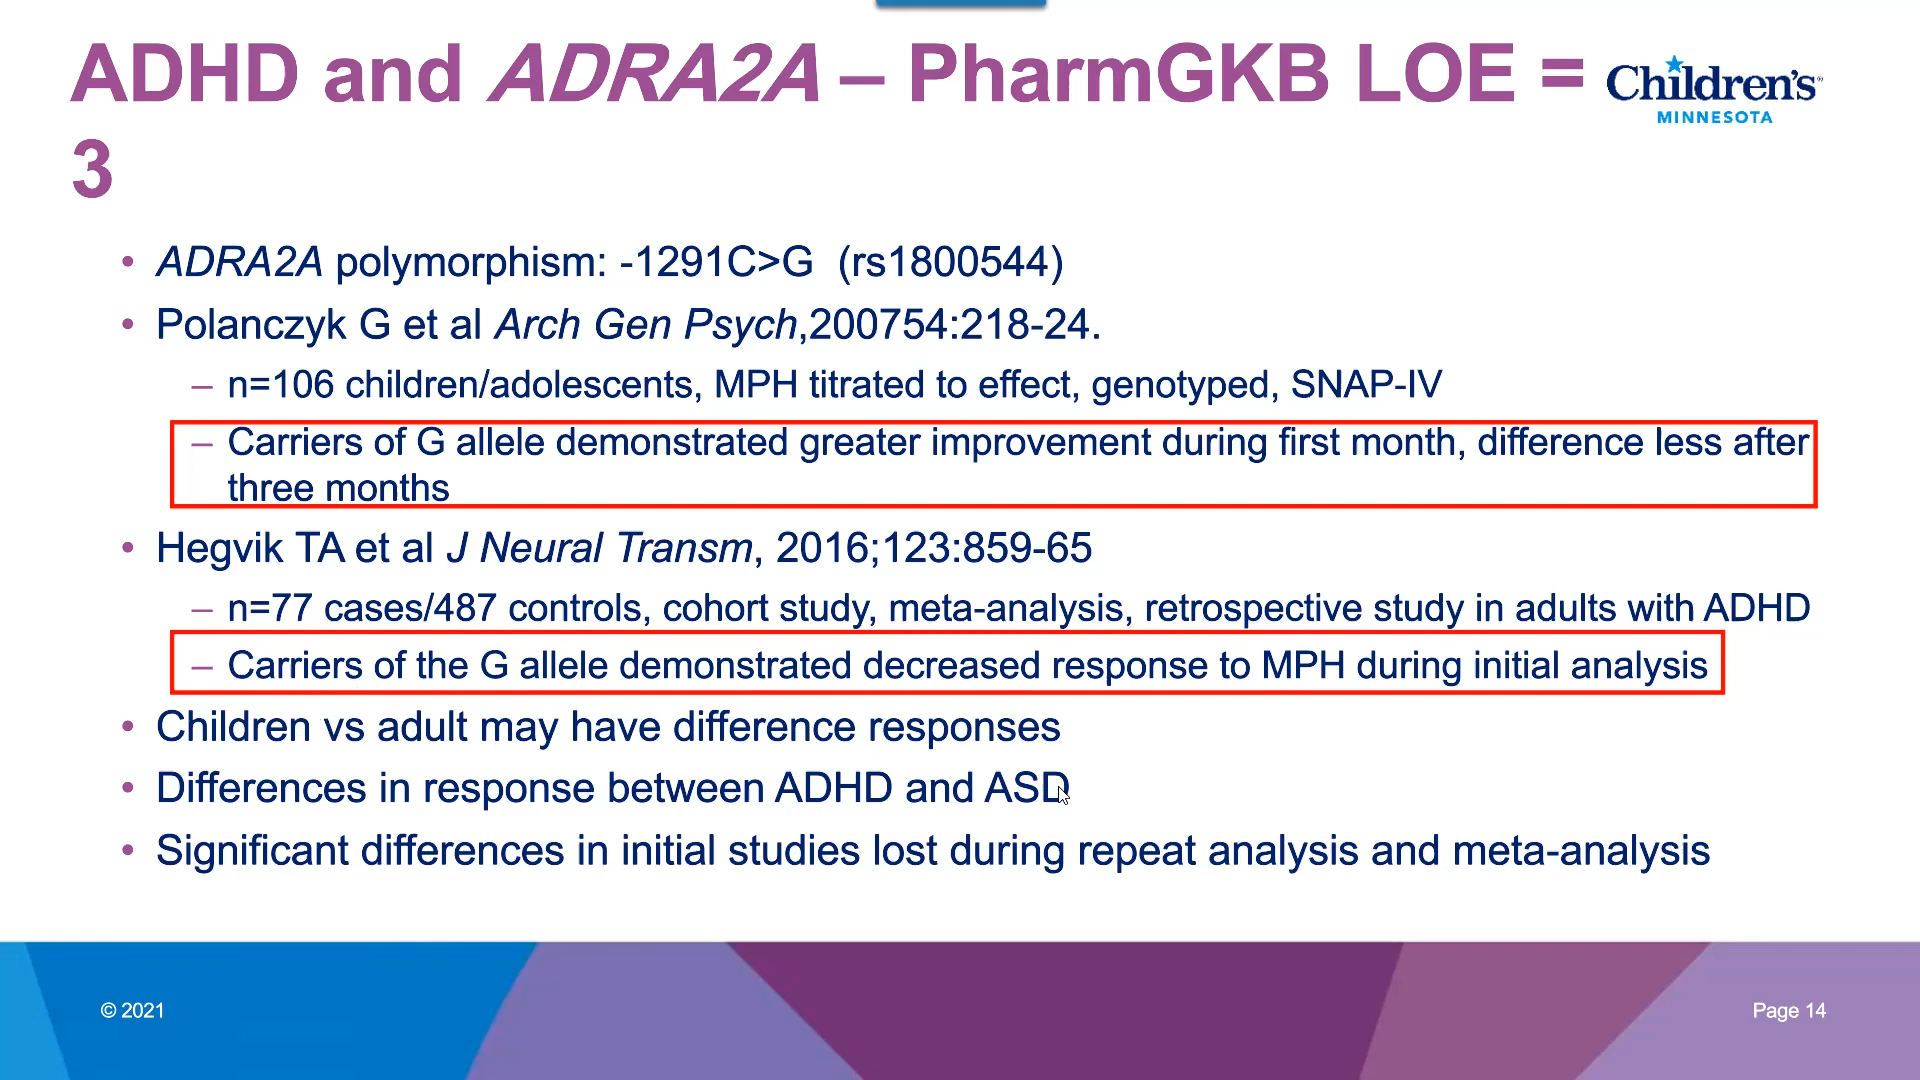 ADHD and ADRA2A – PharmGKB LOE =
3
Children's
MINNESOTA
• ADRA2A polymorphism: -1291C>G (rs1800544)
• Polanczyk G et al Arch Gen Psych,200754:218-24.
– n=106 children/adolescents, MPH titrated to effect, genotyped, SNAP-IV
– Carriers of G allele demonstrated greater improvement during first month, difference less after
three months
• Hegvik TA et al J Neural Transm, 2016;123:859-65
– n=77 cases/487 controls, cohort study, meta-analysis, retrospective study in adults with ADHD
– Carriers of the G allele demonstrated decreased response to MPH during initial analysis
• Children vs adult may have difference responses
• Differences in response between ADHD and ASD
• Significant differences in initial studies lost during repeat analysis and meta-analysis
© 2021
Page 14